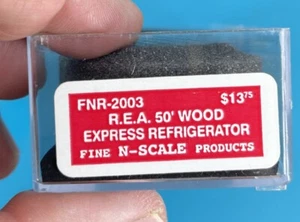 FNR-2003 $13.75
R.E.A. 50' WOOD
EXPRESS REFRIGERATOR
FINE N-SCALE PRODUCTS